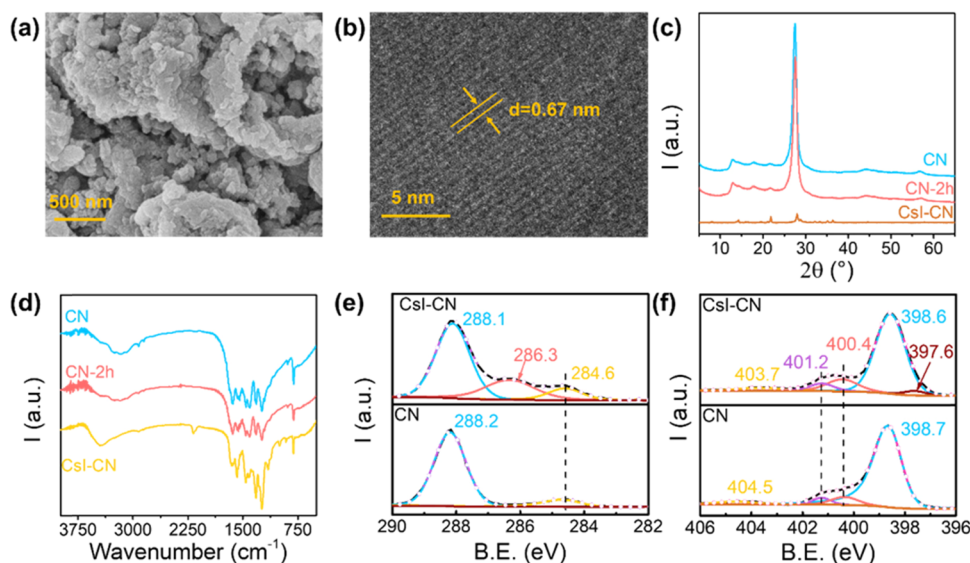 (a)
500 nm
(b)
d=0.67 nm
5 nm
(c)
I (a.u.)
CN
CN-2h
CsI-CN
10 20 30 40 50 60
2θ (°)
(d)
I (a.u.)
CN
CN-2h
CsI-CN
3750 2250 1500 750
Wavenumber (cm⁻¹)
(e)
I (a.u.)
CsI-CN
288.1
286.3
284.6
CN
288.2
290 288 286 284 282
B.E. (eV)
(f)
I (a.u.)
CsI-CN
398.6
400.4
401.2
397.6
403.7
CN
398.7
404.5
406 404 402 400 398 396
B.E. (eV)